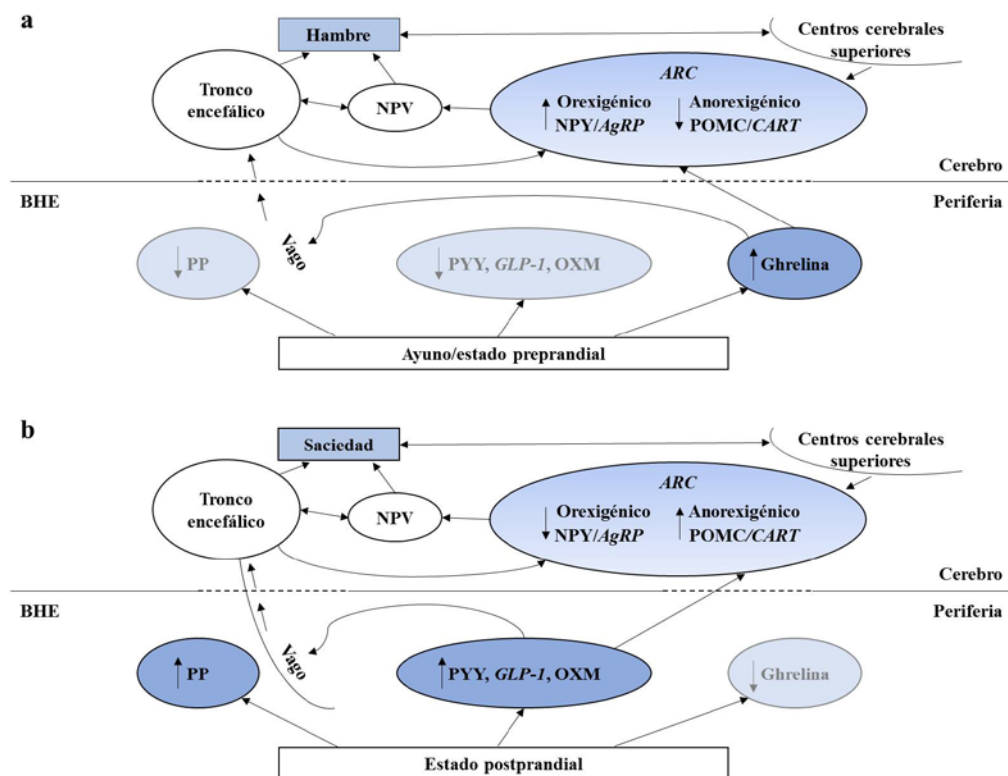 a
Hambre
Centros cerebrales
superiores
Tronco
encefálico
NPV
ARC
Orexigénico
NPY/AgRP
Anorexigénico
POMC/CART
Cerebro
BHE
Periferia
Vago
PP
PYY, GLP-1, OXM
Ghrelina
Ayuno/estado preprandial
b
Saciedad
Centros cerebrales
superiores
Tronco
encefálico
NPV
ARC
Orexigénico
NPY/AgRP
Anorexigénico
POMC/CART
Cerebro
BHE
Periferia
Vago
PP
PYY, GLP-1, OXM
Ghrelina
Estado postprandial